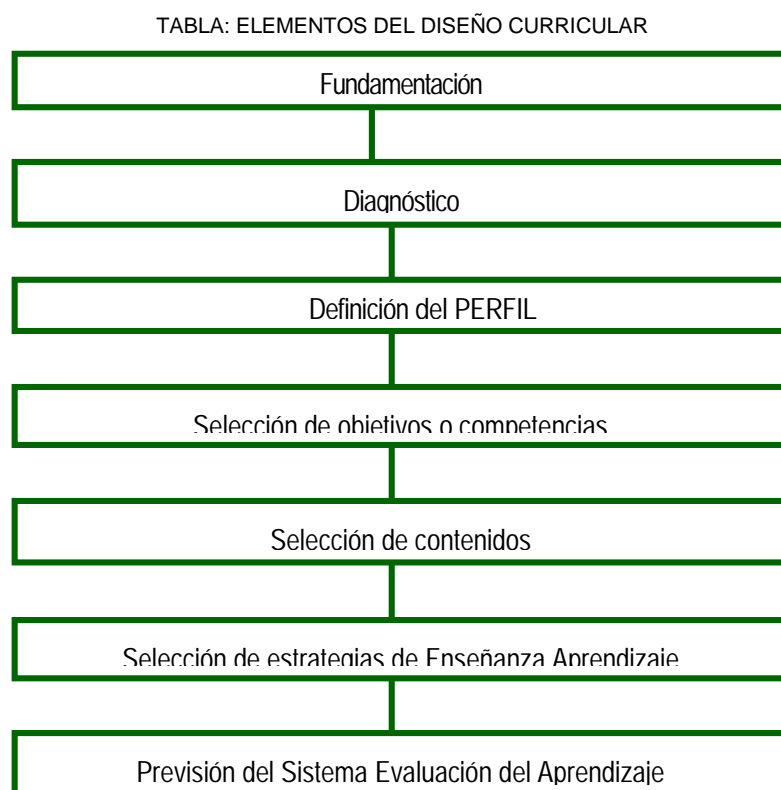 TABLA: ELEMENTOS DEL DISEÑO CURRICULAR
Fundamentación
Diagnóstico
Definición del PERFIL
Selección de objetivos o competencias
Selección de contenidos
Selección de estrategias de Enseñanza Aprendizaje
Previsión del Sistema Evaluación del Aprendizaje